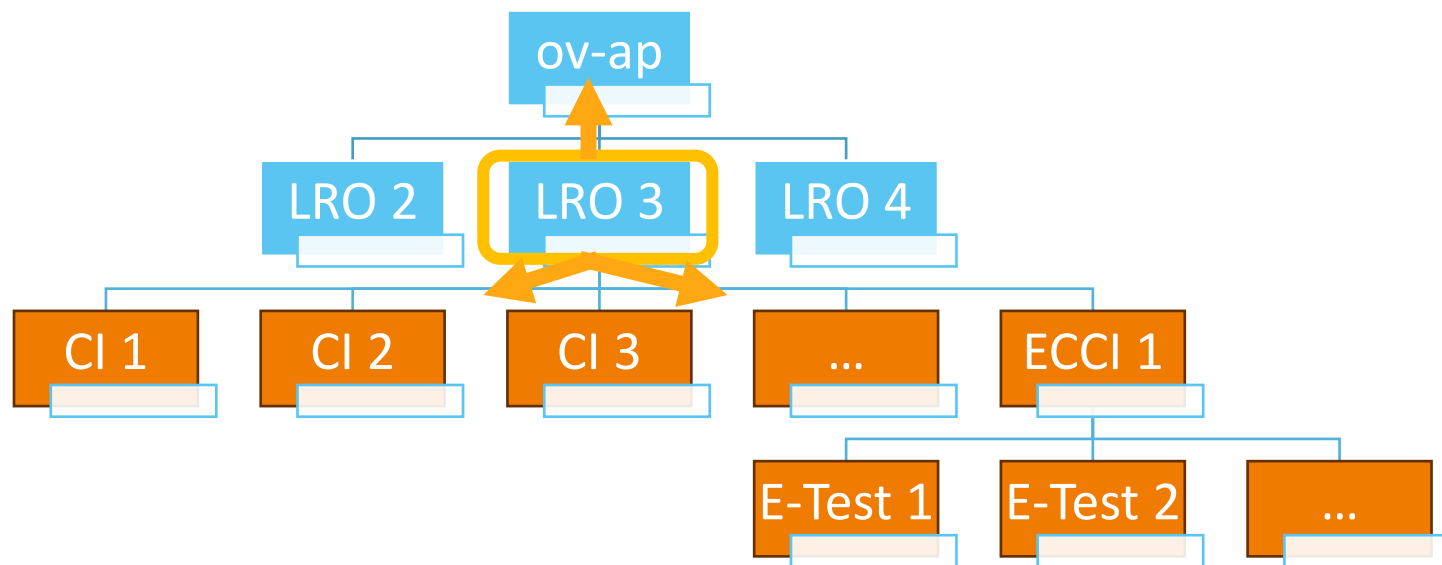 ov-ap
LRO 2
LRO 3
LRO 4
CI 1
CI 2
CI 3
...
ECCI 1
E-Test 1
E-Test 2
...